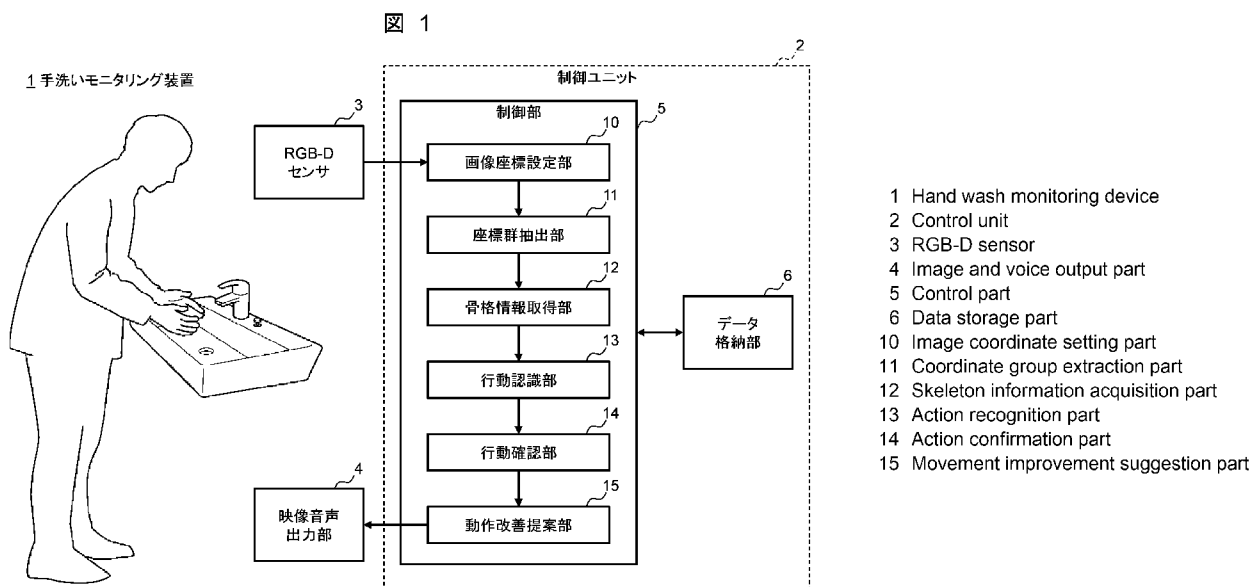 図 1
1 手洗いモニタリング装置
2
制御ユニット
3
RGB-D
センサ
制御部
5
10
画像座標設定部
11
座標群抽出部
12
骨格情報取得部
13
行動認識部
14
行動確認部
15
動作改善提案部
6
データ
格納部
4
映像音声
出力部
1 Hand wash monitoring device
2 Control unit
3 RGB-D sensor
4 Image and voice output part
5 Control part
6 Data storage part
10 Image coordinate setting part
11 Coordinate group extraction part
12 Skeleton information acquisition part
13 Action recognition part
14 Action confirmation part
15 Movement improvement suggestion part